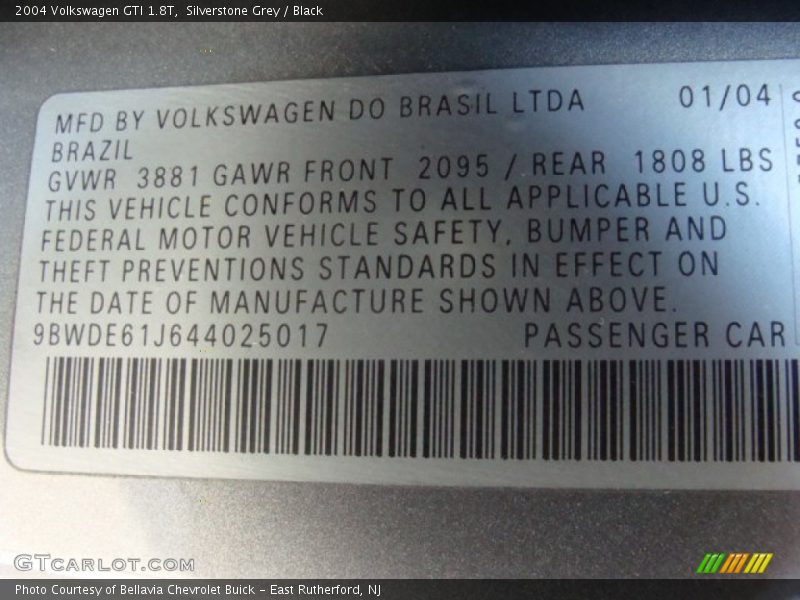 2004 Volkswagen GTI 1.8T,  Silverstone Grey / Black
MFD BY VOLKSWAGEN DO BRASIL LTDA 01/04
BRAZIL
GVWR 3881 GAWR FRONT 2095 / REAR 1808 LBS
THIS VEHICLE CONFORMS TO ALL APPLICABLE U.S.
FEDERAL MOTOR VEHICLE SAFETY, BUMPER AND
THEFT PREVENTIONS STANDARDS IN EFFECT ON
THE DATE OF MANUFACTURE SHOWN ABOVE.
9BWDE61J644025017 PASSENGER CAR
GTCARLOT.COM
Photo Courtesy of Bellavia Chevrolet Buick – East Rutherford, NJ